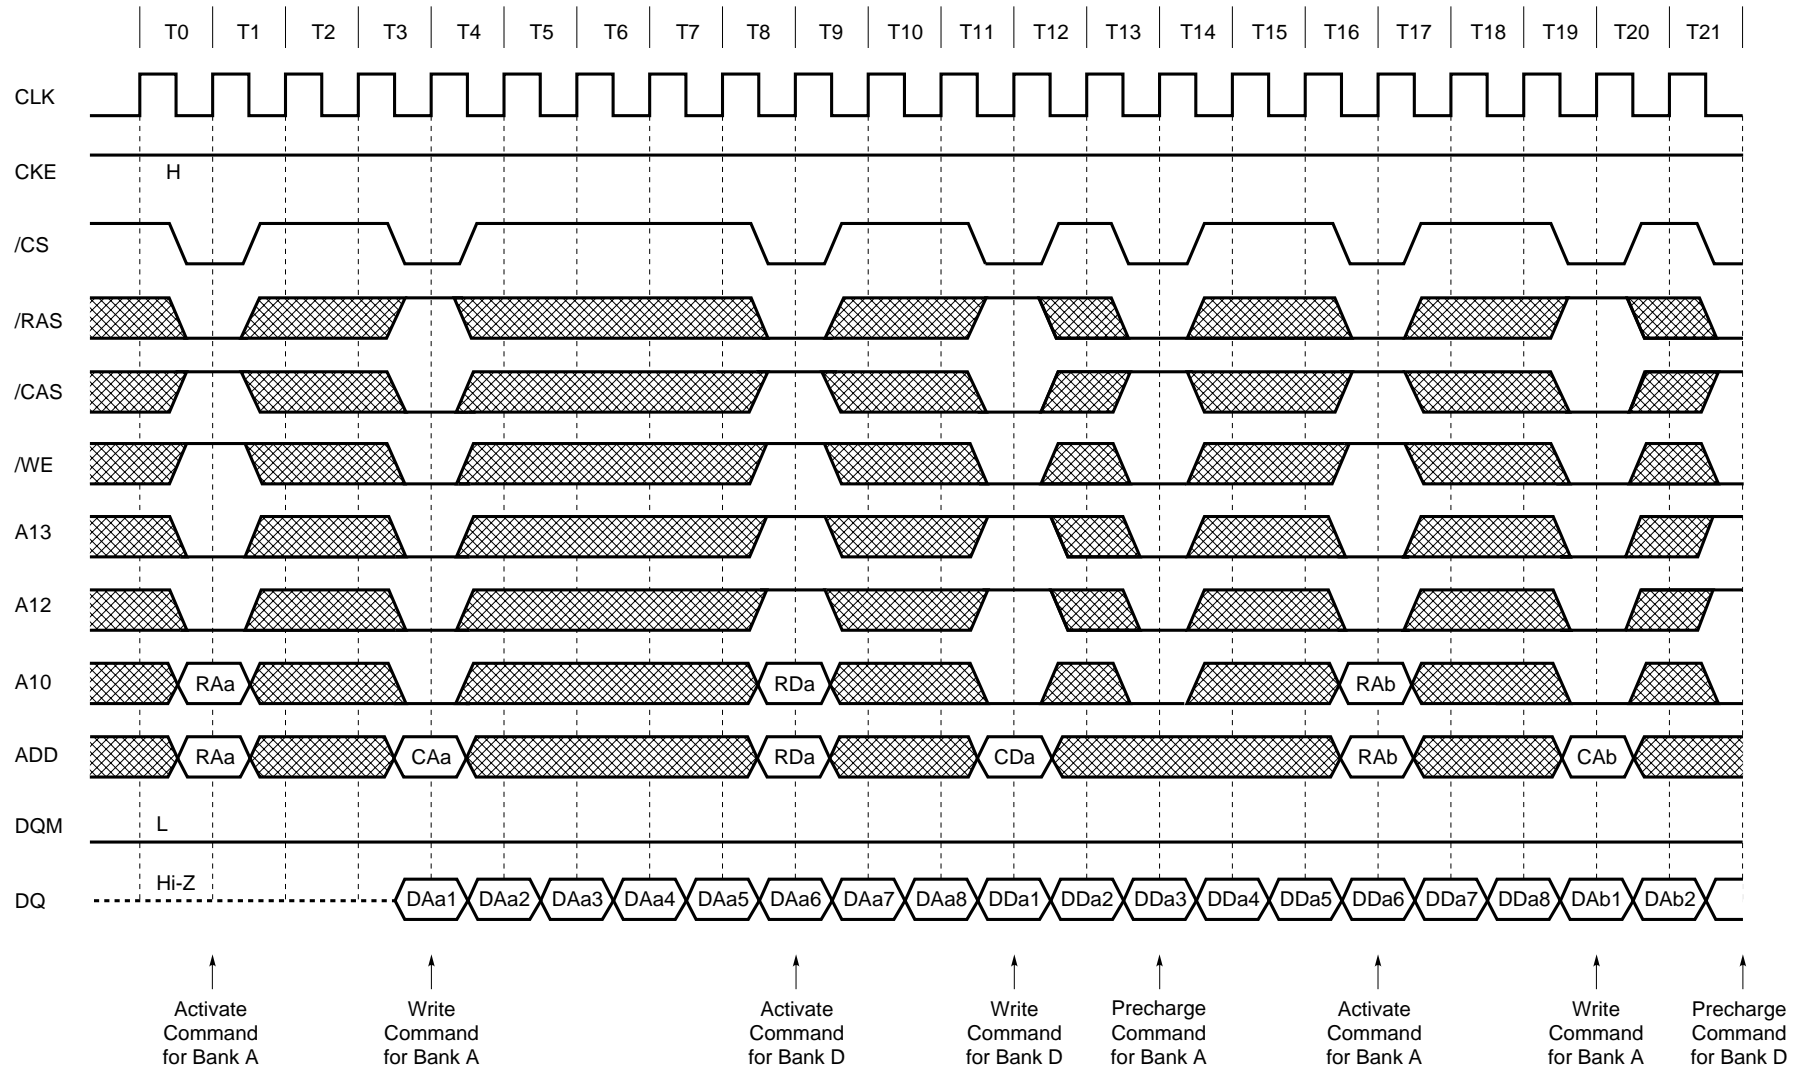 T0 T1 T2 T3 T4 T5 T6 T7 T8 T9 T10 T11 T12 T13 T14 T15 T16 T17 T18 T19 T20 T21
CLK
CKE H
/CS
/RAS
/CAS
/WE
A13
A12
A10 RAa RDa RAb
ADD RAa CAa RDa CDa RAb CAb
DQM L
DQ Hi-Z DAa1 DAa2 DAa3 DAa4 DAa5 DAa6 DAa7 DAa8 DDa1 DDa2 DDa3 DDa4 DDa5 DDa6 DDa7 DDa8 DAb1 DAb2
Activate
Command
for Bank A
Write
Command
for Bank A
Activate
Command
for Bank D
Write
Command
for Bank D
Precharge
Command
for Bank A
Activate
Command
for Bank A
Write
Command
for Bank A
Precharge
Command
for Bank D